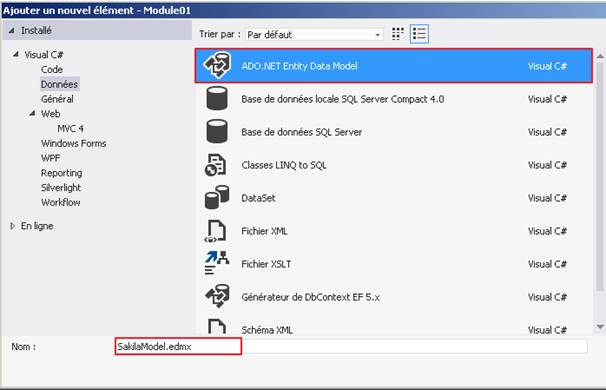 Ajouter un nouvel élément - Module01
Installé
Trier par : Par défaut
Visual C#
Code
Données
Général
Web
MVC 4
Windows Forms
WPF
Reporting
Silverlight
Workflow
En ligne
ADO.NET Entity Data Model Visual C#
Base de données locale SQL Server Compact 4.0 Visual C#
Base de données SQL Server Visual C#
Classes LINQ to SQL Visual C#
DataSet Visual C#
Fichier XML Visual C#
Fichier XSLT Visual C#
Générateur de DbContext EF 5.x Visual C#
Schéma XML Visual C#
Nom : SakilaModel.edmx